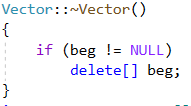 Vector::~Vector()
{
    if (beg != NULL)
        delete[] beg;
}